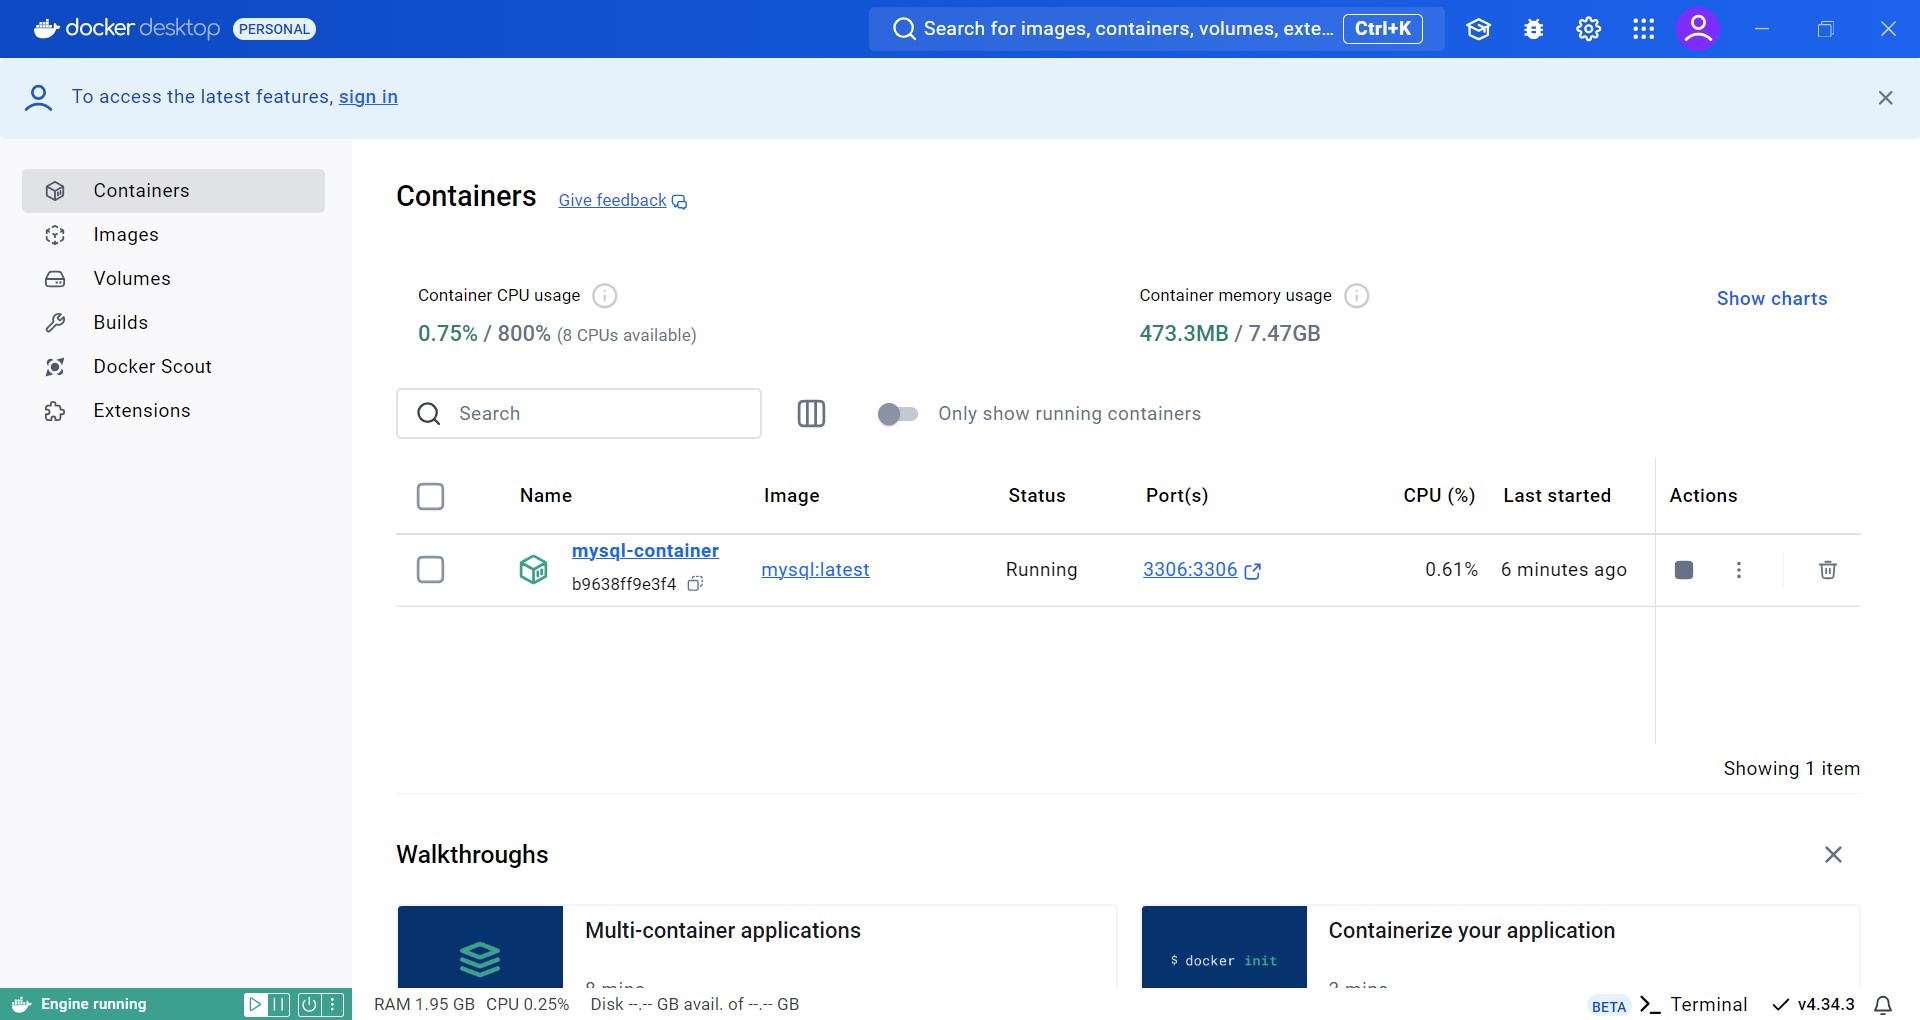 docker desktop PERSONAL
Search for images, containers, volumes, exte... Ctrl+K
To access the latest features, sign in
Containers
Images
Volumes
Builds
Docker Scout
Extensions
Containers Give feedback
Container CPU usage
0.75% / 800% (8 CPUs available)
Container memory usage
473.3MB / 7.47GB
Show charts
Search
Only show running containers
Name Image Status Port(s) CPU (%) Last started Actions
mysql-container
b9638ff9e3f4
mysql:latest Running 3306:3306 0.61% 6 minutes ago
Showing 1 item
Walkthroughs
Multi-container applications
$ docker init
Containerize your application
Engine running
RAM 1.95 GB CPU 0.25% Disk --.-- GB avail. of --.-- GB
BETA >_ Terminal v4.34.3